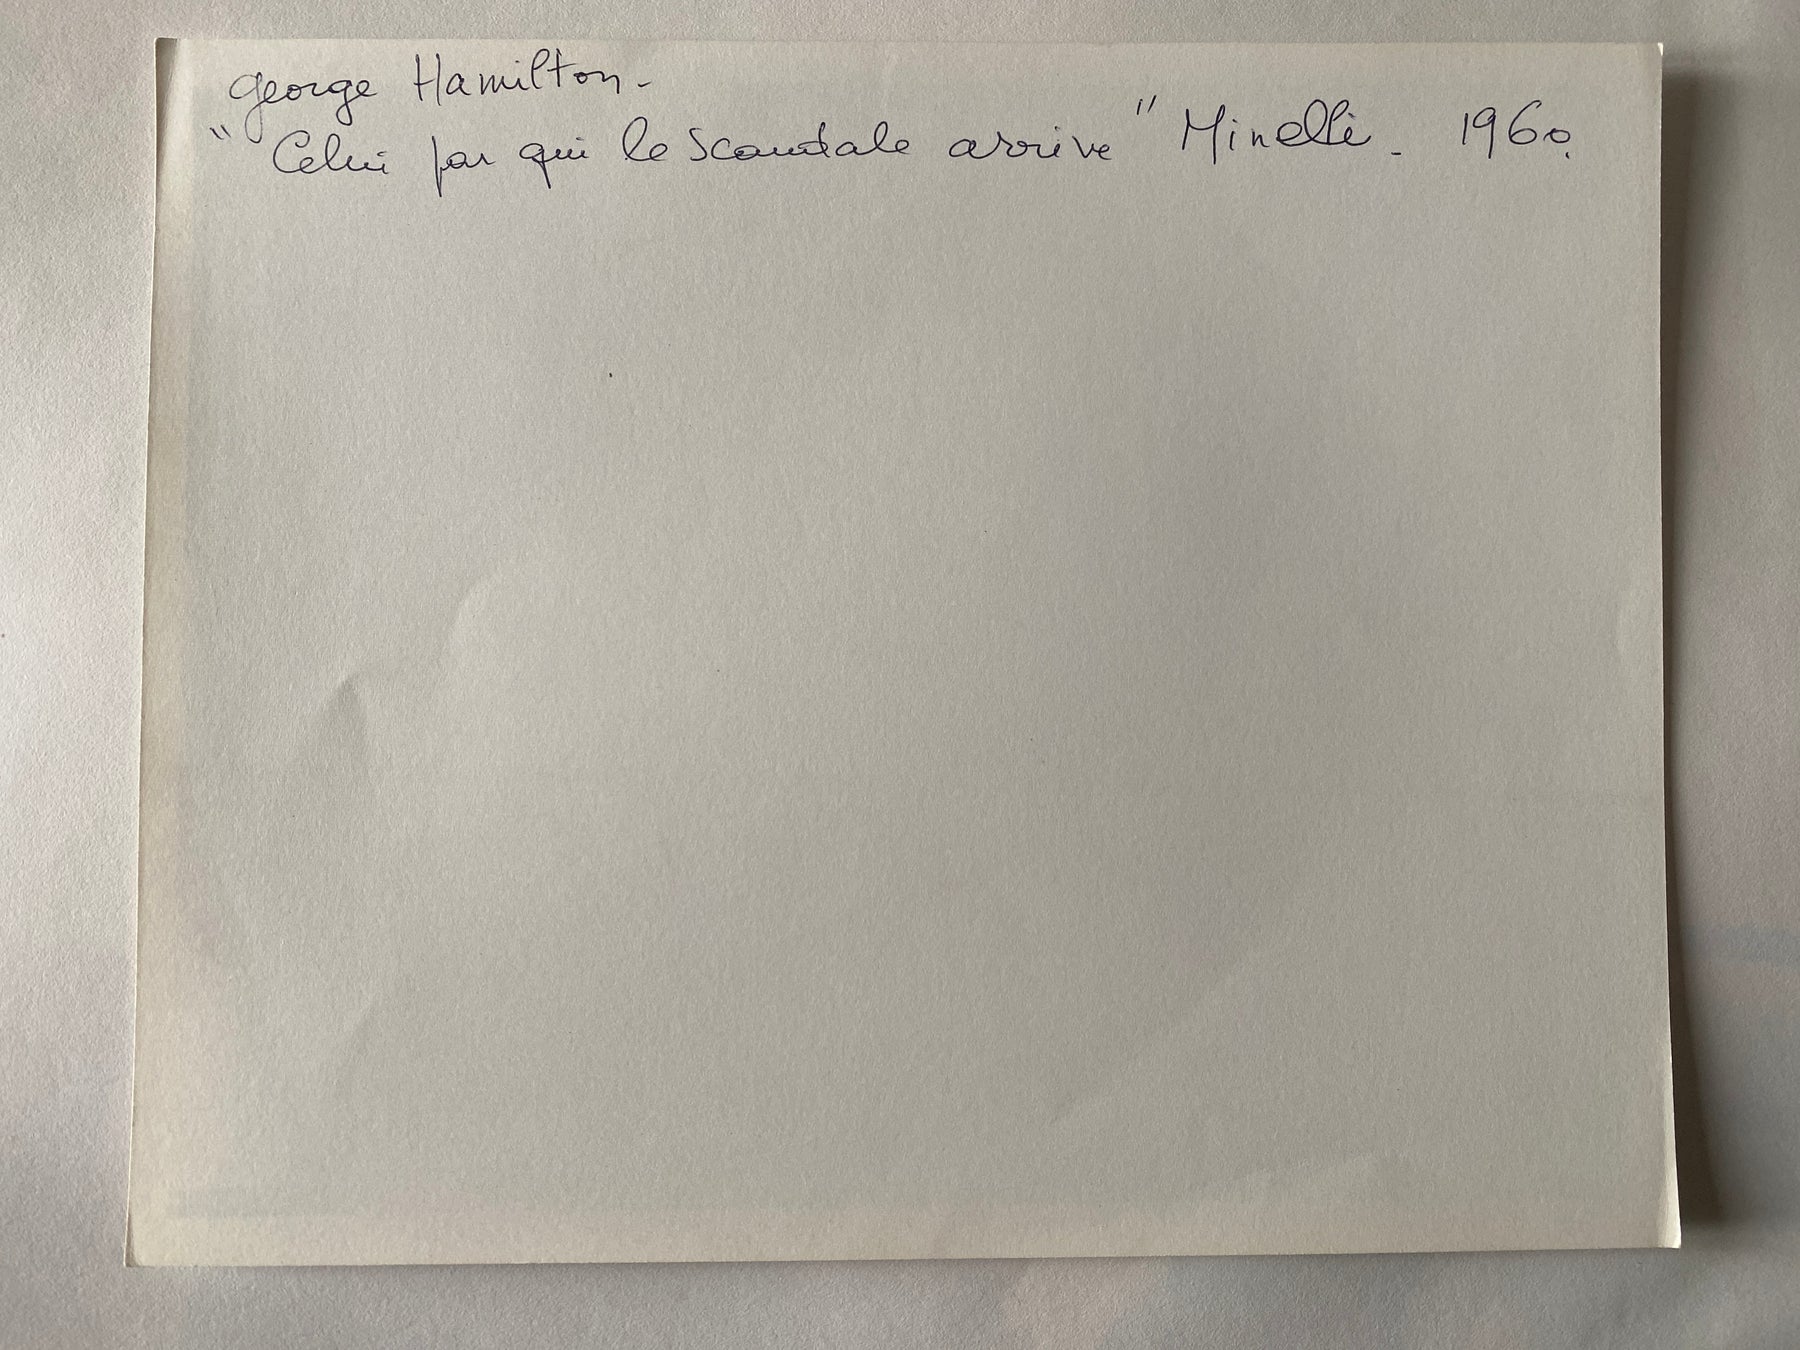 George Hamilton.
"Celui par qui le Scandale arrive" Minelli. 1960.